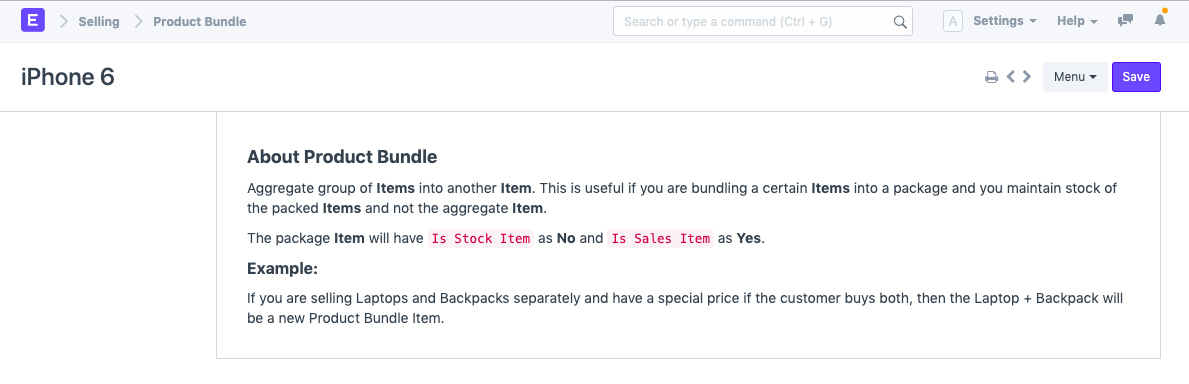 E Selling Product Bundle Search or type a command (Ctrl + G) A Settings Help
iPhone 6 Menu Save
About Product Bundle
Aggregate group of Items into another Item. This is useful if you are bundling a certain Items into a package and you maintain stock of
the packed Items and not the aggregate Item.
The package Item will have Is Stock Item as No and Is Sales Item as Yes.
Example:
If you are selling Laptops and Backpacks separately and have a special price if the customer buys both, then the Laptop + Backpack will
be a new Product Bundle Item.